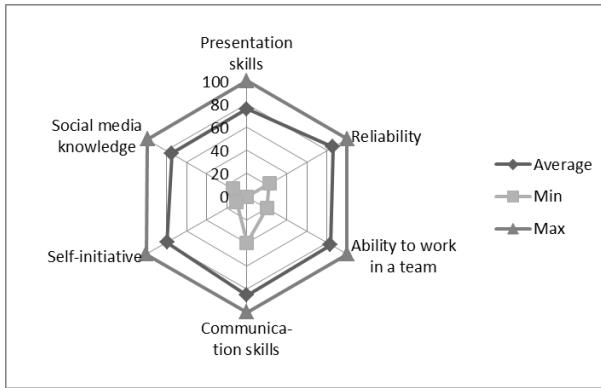 Presentation
skills
100
80
60
40
20
0
Social media
knowledge
Reliability
Self-initiative
Ability to work
in a team
Communica-
tion skills
Average
Min
Max